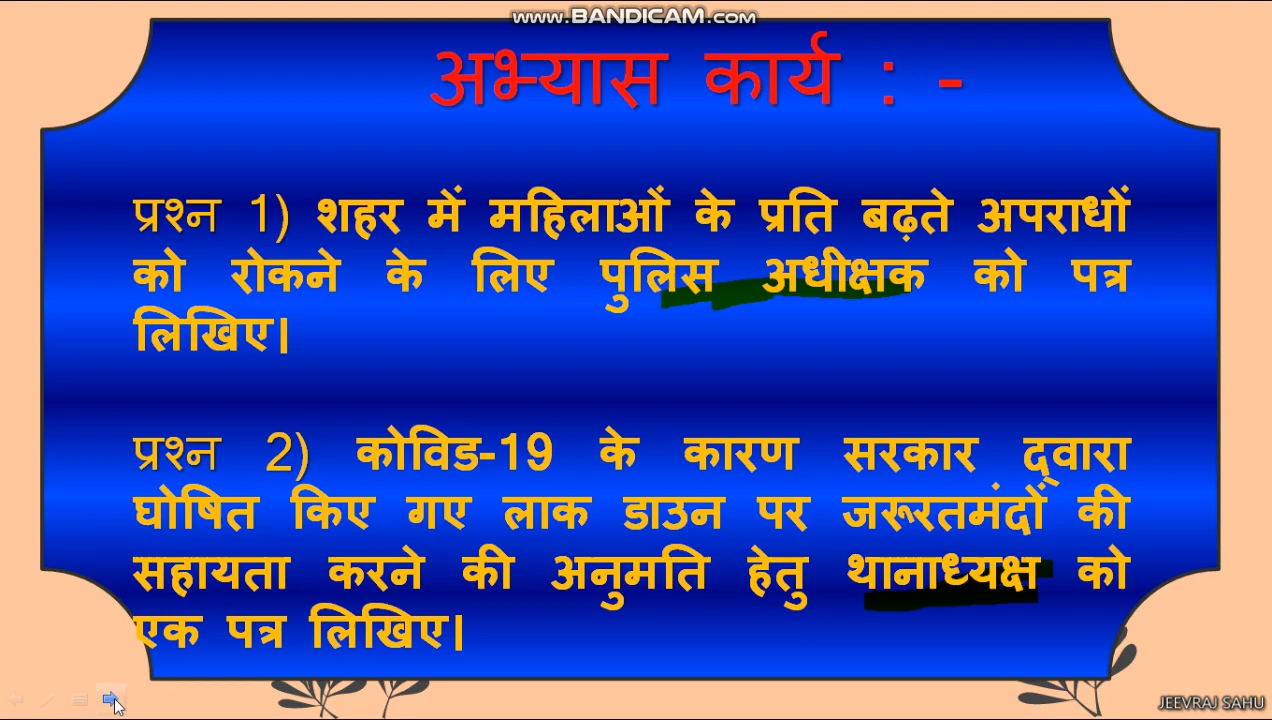 www.BANDICAM.com
अभ्यास कार्य : -
प्रश्न 1) शहर में महिलाओं के प्रति बढ़ते अपराधों
को रोकने के लिए पुलिस अधीक्षक को पत्र
लिखिए।
प्रश्न 2) कोविड-19 के कारण सरकार द्वारा
घोषित किए गए लाक डाउन पर जरूरतमंदों की
सहायता करने की अनुमति हेतु थानाध्यक्ष को
एक पत्र लिखिए।
JEEVRAJ SAHU